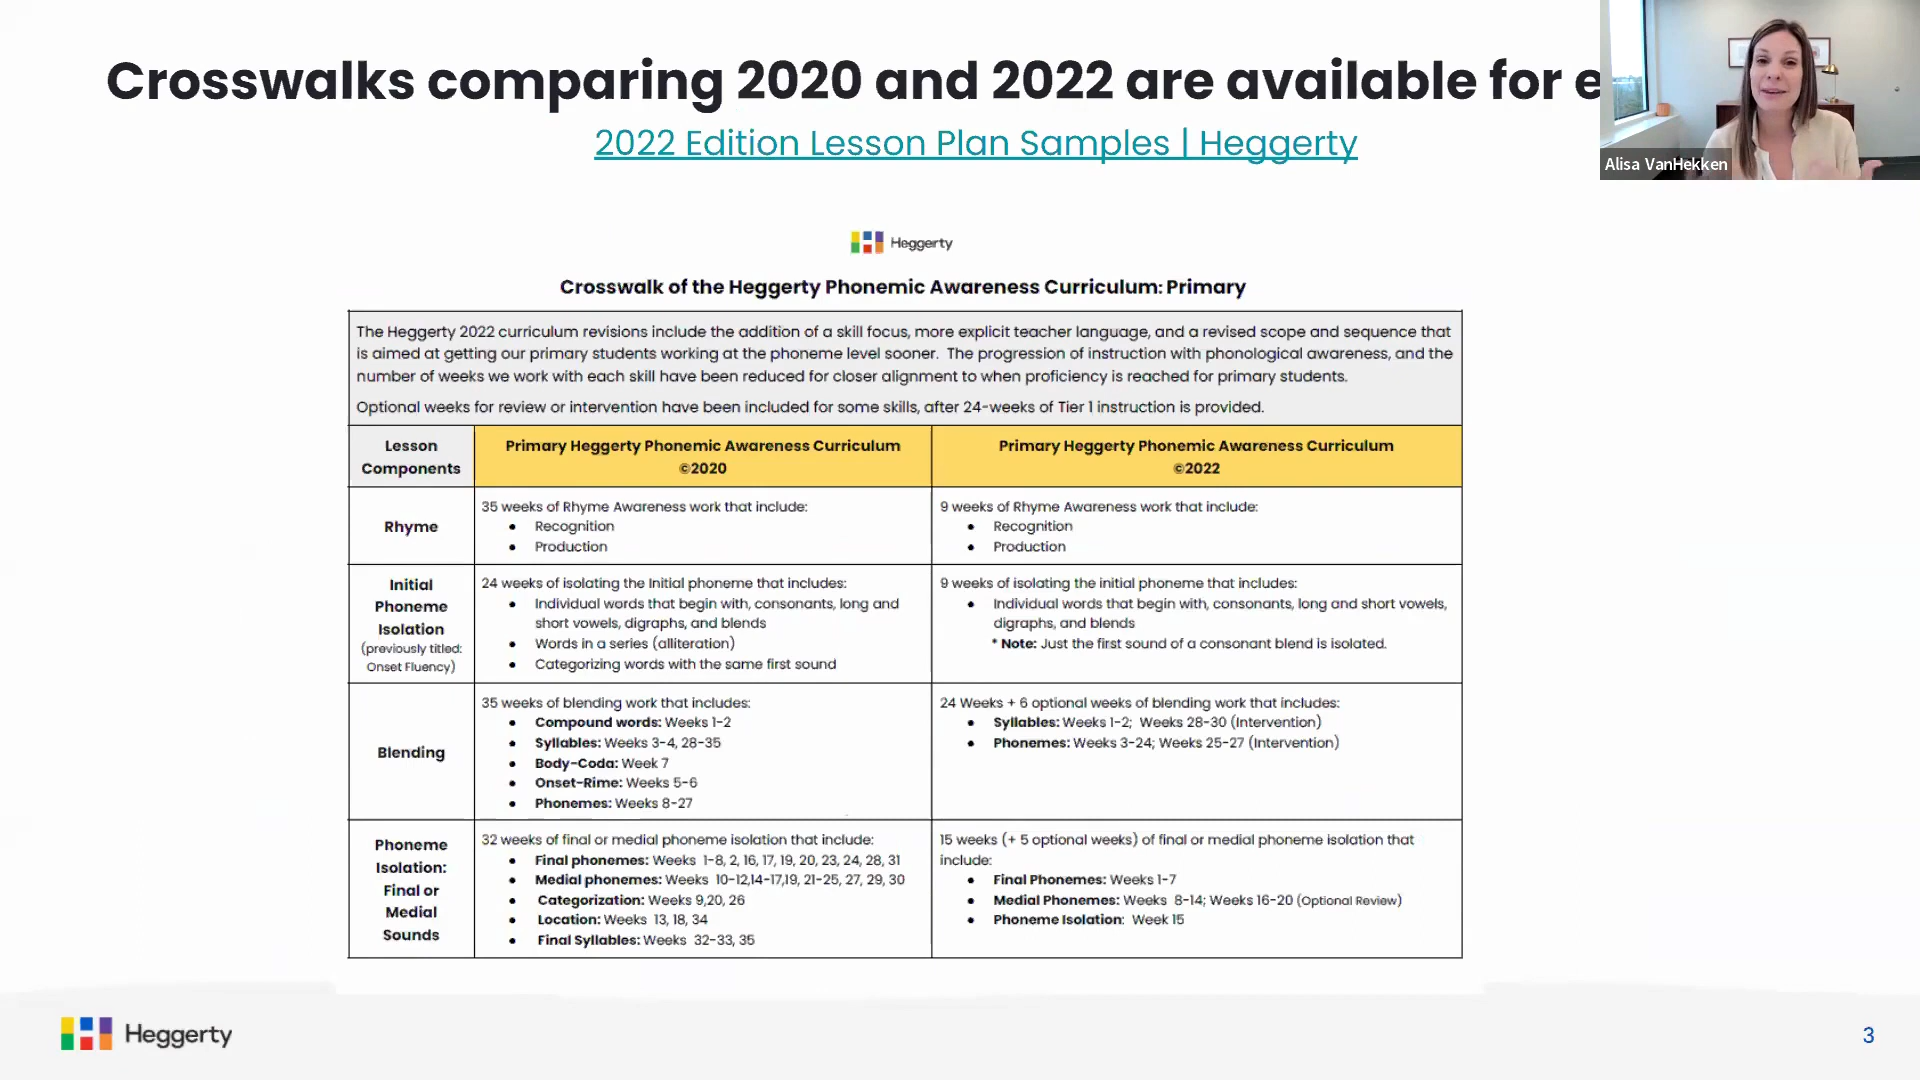 Crosswalks comparing 2020 and 2022 are available for e
2022 Edition Lesson Plan Samples | Heggerty
Alisa VanHekken
Heggerty
Crosswalk of the Heggerty Phonemic Awareness Curriculum: Primary
The Heggerty 2022 curriculum revisions include the addition of a skill focus, more explicit teacher language, and a revised scope and sequence that
is aimed at getting our primary students working at the phoneme level sooner. The progression of instruction with phonological awareness, and the
number of weeks we work with each skill have been reduced for closer alignment to when proficiency is reached for primary students.
Optional weeks for review or intervention have been included for some skills, after 24-weeks of Tier 1 instruction is provided.
Lesson
Components
Primary Heggerty Phonemic Awareness Curriculum
©2020
Primary Heggerty Phonemic Awareness Curriculum
©2022
Rhyme
35 weeks of Rhyme Awareness work that include:
• Recognition
• Production
9 weeks of Rhyme Awareness work that include:
• Recognition
• Production
Initial
Phoneme
Isolation
(previously titled:
Onset Fluency)
24 weeks of isolating the Initial phoneme that includes:
• Individual words that begin with, consonants, long and
short vowels, digraphs, and blends
• Words in a series (alliteration)
• Categorizing words with the same first sound
9 weeks of isolating the initial phoneme that includes:
• Individual words that begin with, consonants, long and short vowels,
digraphs, and blends
* Note: Just the first sound of a consonant blend is isolated.
Blending
35 weeks of blending work that includes:
• Compound words: Weeks 1-2
• Syllables: Weeks 3-4, 28-35
• Body-Coda: Week 7
• Onset-Rime: Weeks 5-6
• Phonemes: Weeks 8-27
24 Weeks + 6 optional weeks of blending work that includes:
• Syllables: Weeks 1-2; Weeks 28-30 (Intervention)
• Phonemes: Weeks 3-24; Weeks 25-27 (Intervention)
Phoneme
Isolation:
Final or
Medial
Sounds
32 weeks of final or medial phoneme isolation that include:
• Final phonemes: Weeks 1-8, 2, 16, 17, 19, 20, 23, 24, 28, 31
• Medial phonemes: Weeks 10-12,14-17,19, 21-25, 27, 29, 30
• Categorization: Weeks 9,20, 26
• Location: Weeks 13, 18, 34
• Final Syllables: Weeks 32-33, 35
15 weeks (+ 5 optional weeks) of final or medial phoneme isolation that
include:
• Final Phonemes: Weeks 1-7
• Medial Phonemes: Weeks 8-14; Weeks 16-20 (Optional Review)
• Phoneme Isolation: Week 15
Heggerty
3